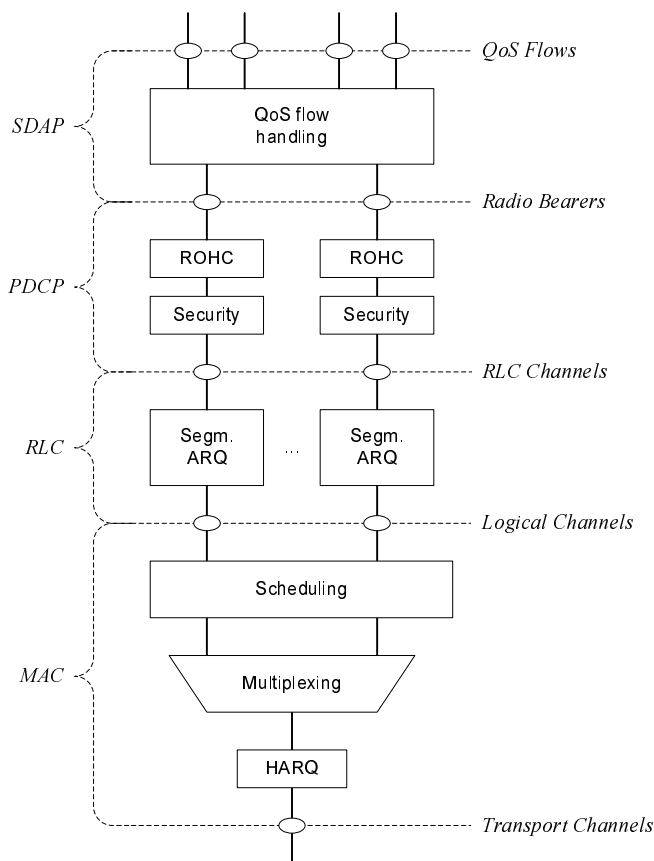 QoS Flows
SDAP
QoS flow
handling
Radio Bearers
ROHC
ROHC
PDCP
Security
Security
RLC Channels
RLC
Segm.
ARQ
...
Segm.
ARQ
Logical Channels
Scheduling
MAC
Multiplexing
HARQ
Transport Channels